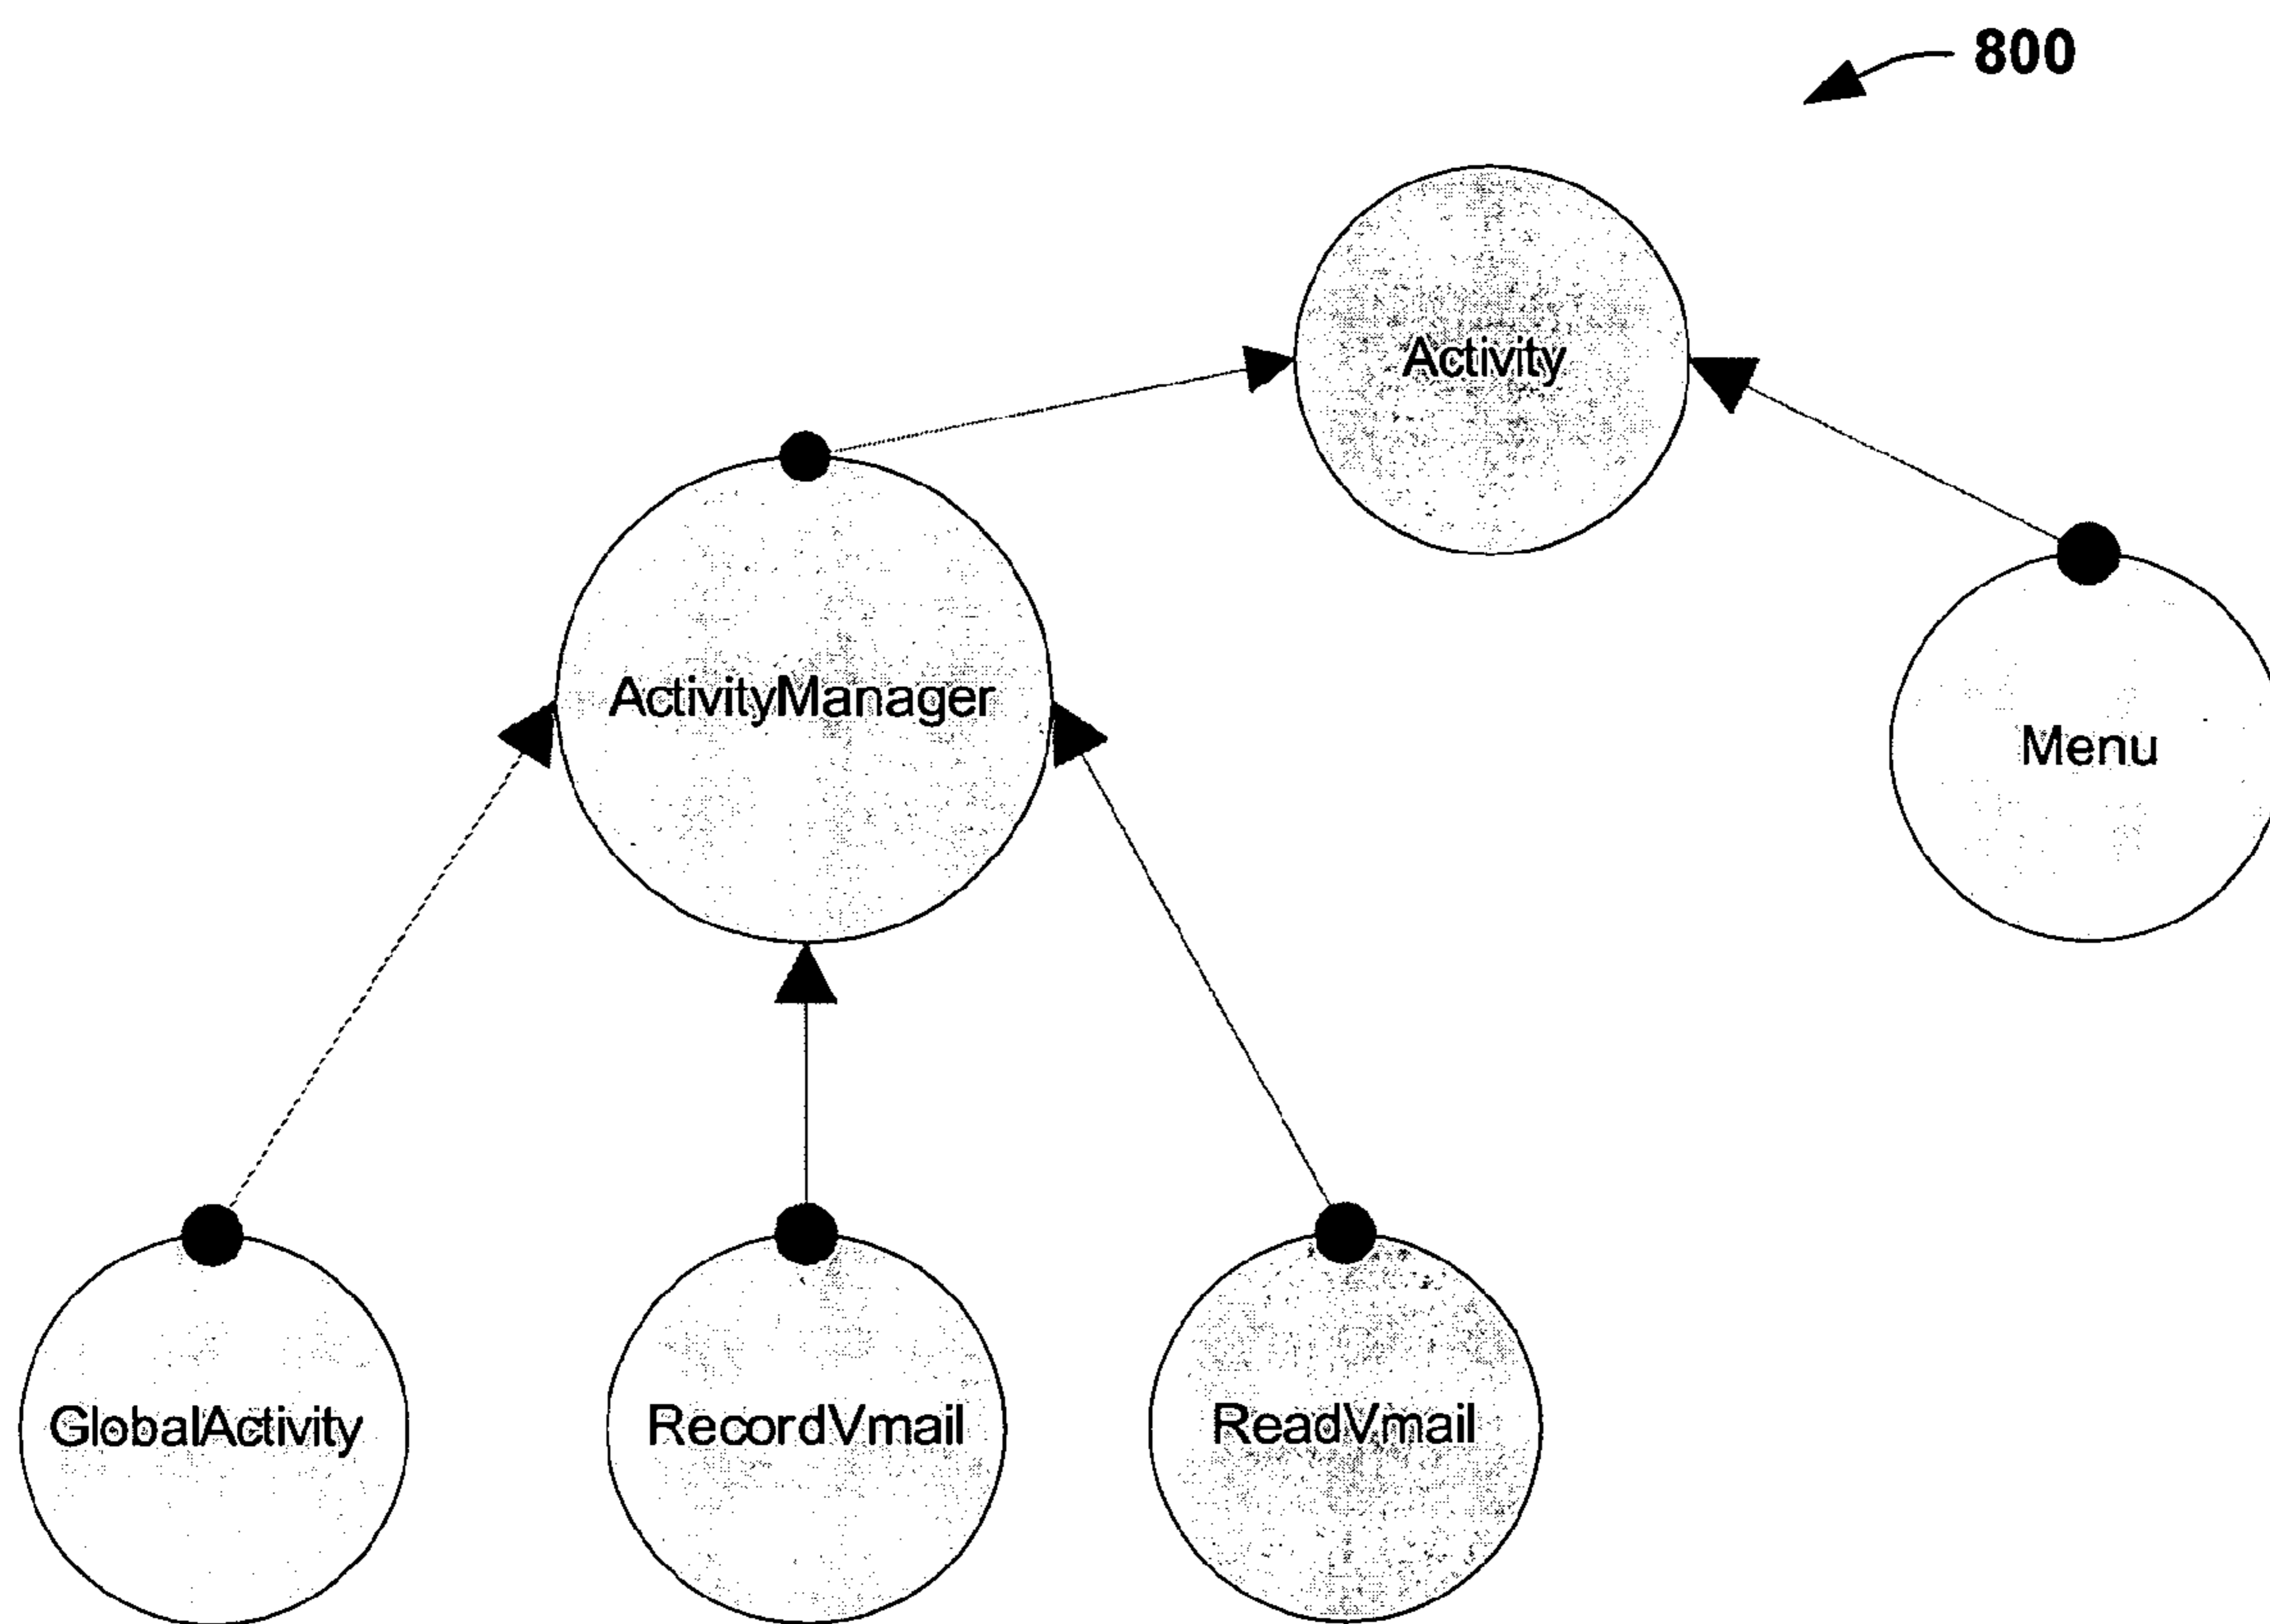 800
Activity
ActivityManager
Menu
GlobalActivity
RecordVmail
ReadVmail